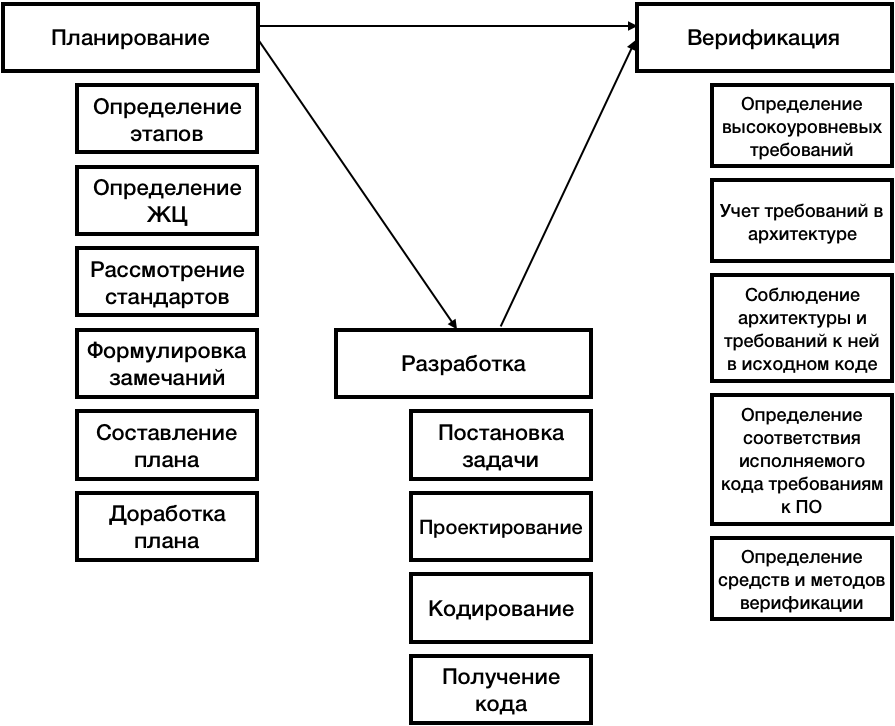 Планирование
Определение
этапов
Определение
ЖЦ
Рассмотрение
стандартов
Формулировка
замечаний
Составление
плана
Доработка
плана
Разработка
Постановка
задачи
Проектирование
Кодирование
Получение
кода
Верификация
Определение
высокоуровневых
требований
Учет требований в
архитектуре
Соблюдение
архитектуры и
требований к ней
в исходном коде
Определение
соответствия
исполняемого
кода требованиям
к ПО
Определение
средств и методов
верификации